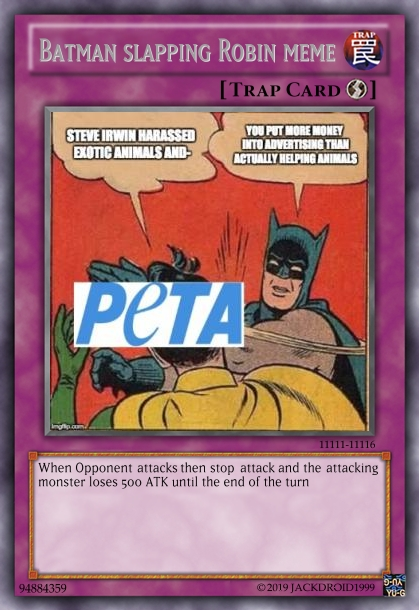 BATMAN SLAPPING ROBIN MEME
TRAP
罠
[TRAP CARD]
STEVE IRWIN HARASSED
EXOTIC ANIMALS AND-
YOU PUT MORE MONEY
INTO ADVERTISING THAN
ACTUALLY HELPING ANIMALS
PeTA
imgflip.com
11111-11116
When Opponent attacks then stop attack and the attacking
monster loses 500 ATK until the end of the turn
94884359
©2019 JACKDROID1999
YU-G